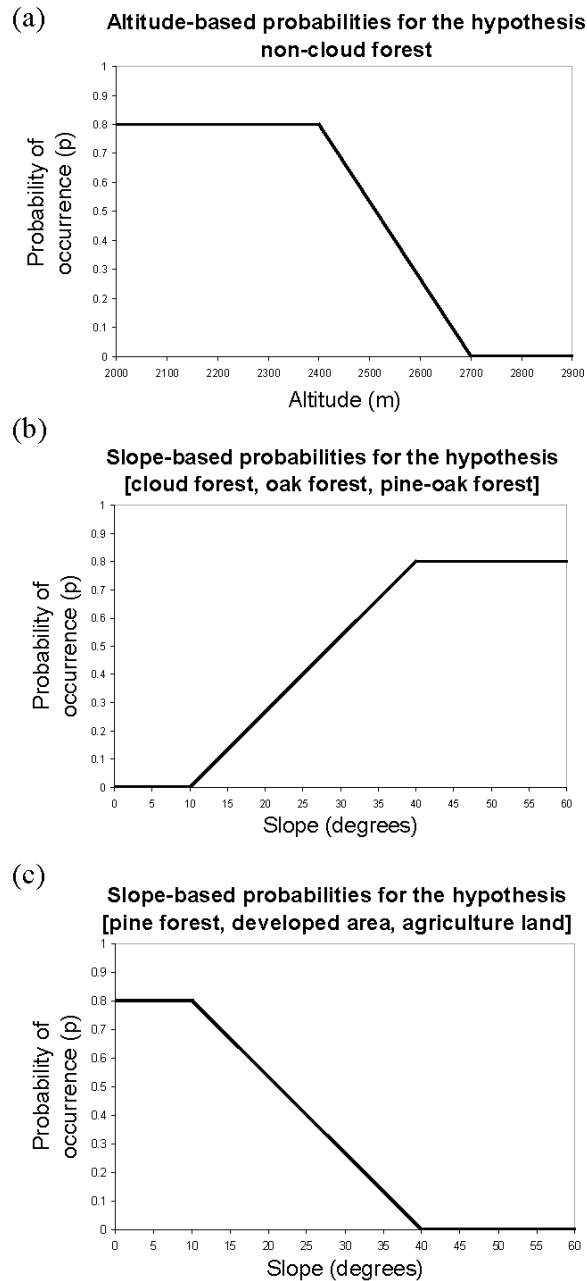 (a)
Altitude-based probabilities for the hypothesis
non-cloud forest
Probability of
occurrence (p)
1
0.9
0.8
0.7
0.6
0.5
0.4
0.3
0.2
0.1
0
2000 2100 2200 2300 2400 2500 2600 2700 2800 2900
Altitude (m)
(b)
Slope-based probabilities for the hypothesis
[cloud forest, oak forest, pine-oak forest]
Probability of
occurrence (p)
1
0.9
0.8
0.7
0.6
0.5
0.4
0.3
0.2
0.1
0
0 5 10 15 20 25 30 35 40 45 50 55 60
Slope (degrees)
(c)
Slope-based probabilities for the hypothesis
[pine forest, developed area, agriculture land]
Probability of
occurrence (p)
1
0.9
0.8
0.7
0.6
0.5
0.4
0.3
0.2
0.1
0
0 5 10 15 20 25 30 35 40 45 50 55 60
Slope (degrees)